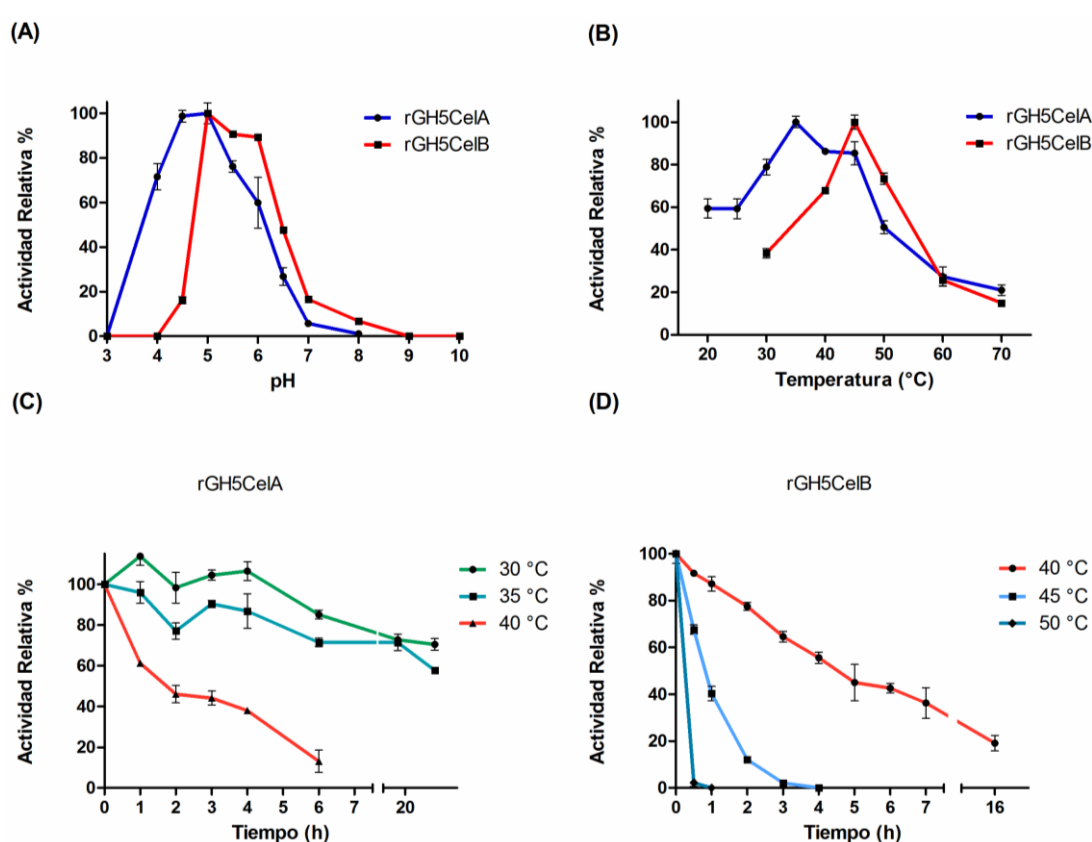 (A)
Actividad Relativa %
100
80
60
40
20
0
3 4 5 6 7 8 9 10
pH
rGH5CelA
rGH5CelB
(B)
Actividad Relativa %
100
80
60
40
20
0
20 30 40 50 60 70
Temperatura (°C)
rGH5CelA
rGH5CelB
(C)
rGH5CelA
Actividad Relativa %
100
80
60
40
20
0
0 1 2 3 4 5 6 7 20
Tiempo (h)
30 °C
35 °C
40 °C
(D)
rGH5CelB
Actividad Relativa %
100
80
60
40
20
0
0 1 2 3 4 5 6 7 16
Tiempo (h)
40 °C
45 °C
50 °C